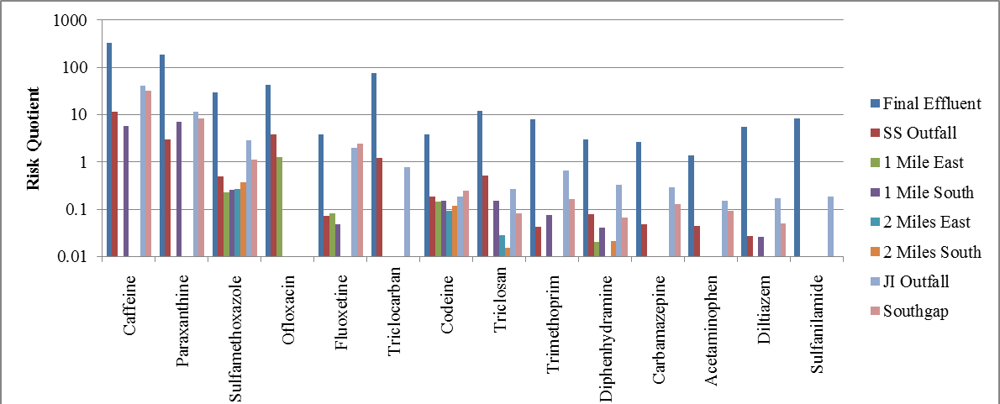 Risk Quotient
1000
100
10
1
0.1
0.01
Caffeine
Paraxanthine
Sulfamethoxazole
Ofloxacin
Fluoxetine
Triclocarban
Codeine
Triclosan
Trimethoprim
Diphenhydramine
Carbamazepine
Acetaminophen
Diltiazem
Sulfanilamide
Final Effluent
SS Outfall
1 Mile East
1 Mile South
2 Miles East
2 Miles South
JI Outfall
Southgap